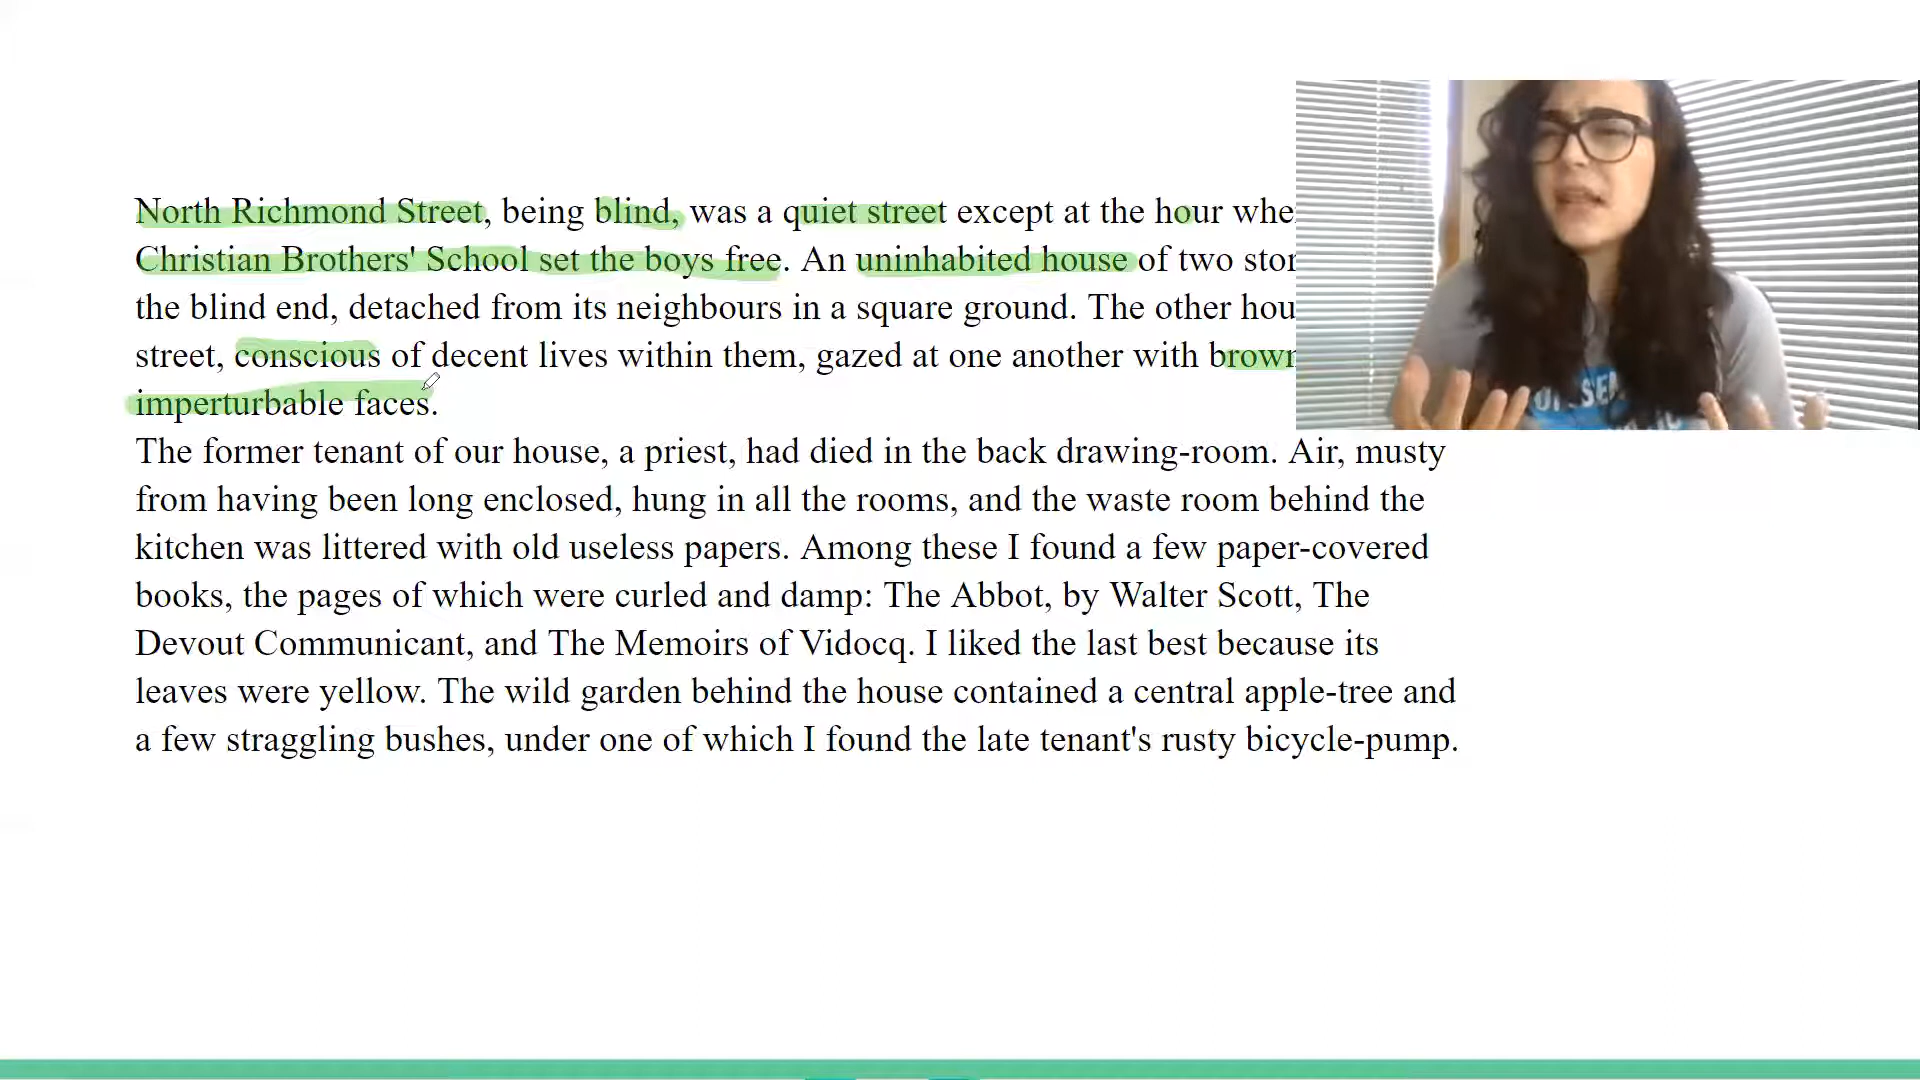 North Richmond Street, being blind, was a quiet street except at the hour
Christian Brothers' School set the boys free. An uninhabited house of two
the blind end, detached from its neighbours in a square ground. The other
street, conscious of decent lives within them, gazed at one another with brown
imperturbable faces.
The former tenant of our house, a priest, had died in the back drawing-room. Air, musty
from having been long enclosed, hung in all the rooms, and the waste room behind the
kitchen was littered with old useless papers. Among these I found a few paper-covered
books, the pages of which were curled and damp: The Abbot, by Walter Scott, The
Devout Communicant, and The Memoirs of Vidocq. I liked the last best because its
leaves were yellow. The wild garden behind the house contained a central apple-tree and
a few straggling bushes, under one of which I found the late tenant's rusty bicycle-pump.